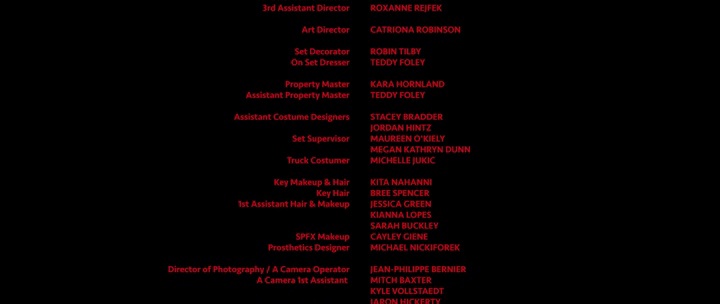 3rd Assistant Director ROXANNE REJFEK
Art Director CATRIONA ROBINSON
Set Decorator ROBIN TILBY
On Set Dresser TEDDY FOLEY
Property Master KARA HORNLAND
Assistant Property Master TEDDY FOLEY
Assistant Costume Designers STACEY BRADDER
JORDAN HINTZ
Set Supervisor MAUREEN O'KIELY
MEGAN KATHRYN DUNN
Truck Costumer MICHELLE JUKIC
Key Makeup & Hair KITA NAHANNI
Key Hair BREE SPENCER
1st Assistant Hair & Makeup JESSICA GREEN
KIANNA LOPES
SARAH BUCKLEY
SPFX Makeup CAYLEY GIENE
Prosthetics Designer MICHAEL NICKIFOREK
Director of Photography / A Camera Operator JEAN-PHILIPPE BERNIER
A Camera 1st Assistant MITCH BAXTER
KYLE VOLLSTAEDT
JARON HICKERTY